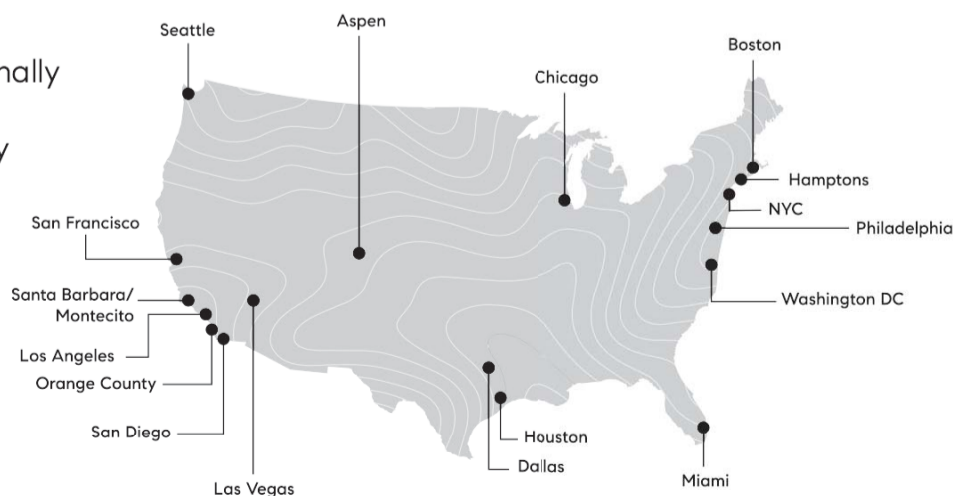 Aspen
Seattle
Boston
Chicago
Hamptons
NYC
San Francisco
Philadelphia
Santa Barbara/
Montecito
Washington DC
Los Angeles
Orange County
San Diego
Houston
Dallas
Miami
Las Vegas